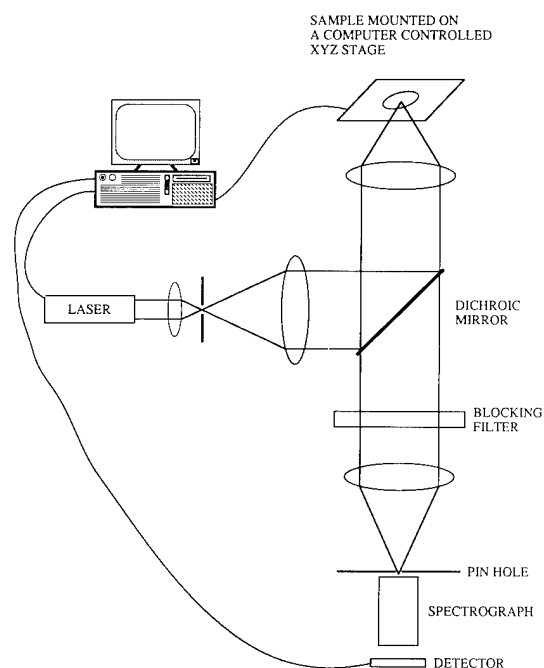 SAMPLE MOUNTED ON
A COMPUTER CONTROLLED
XYZ STAGE
LASER
DICHROIC
MIRROR
BLOCKING
FILTER
PIN HOLE
SPECTROGRAPH
DETECTOR